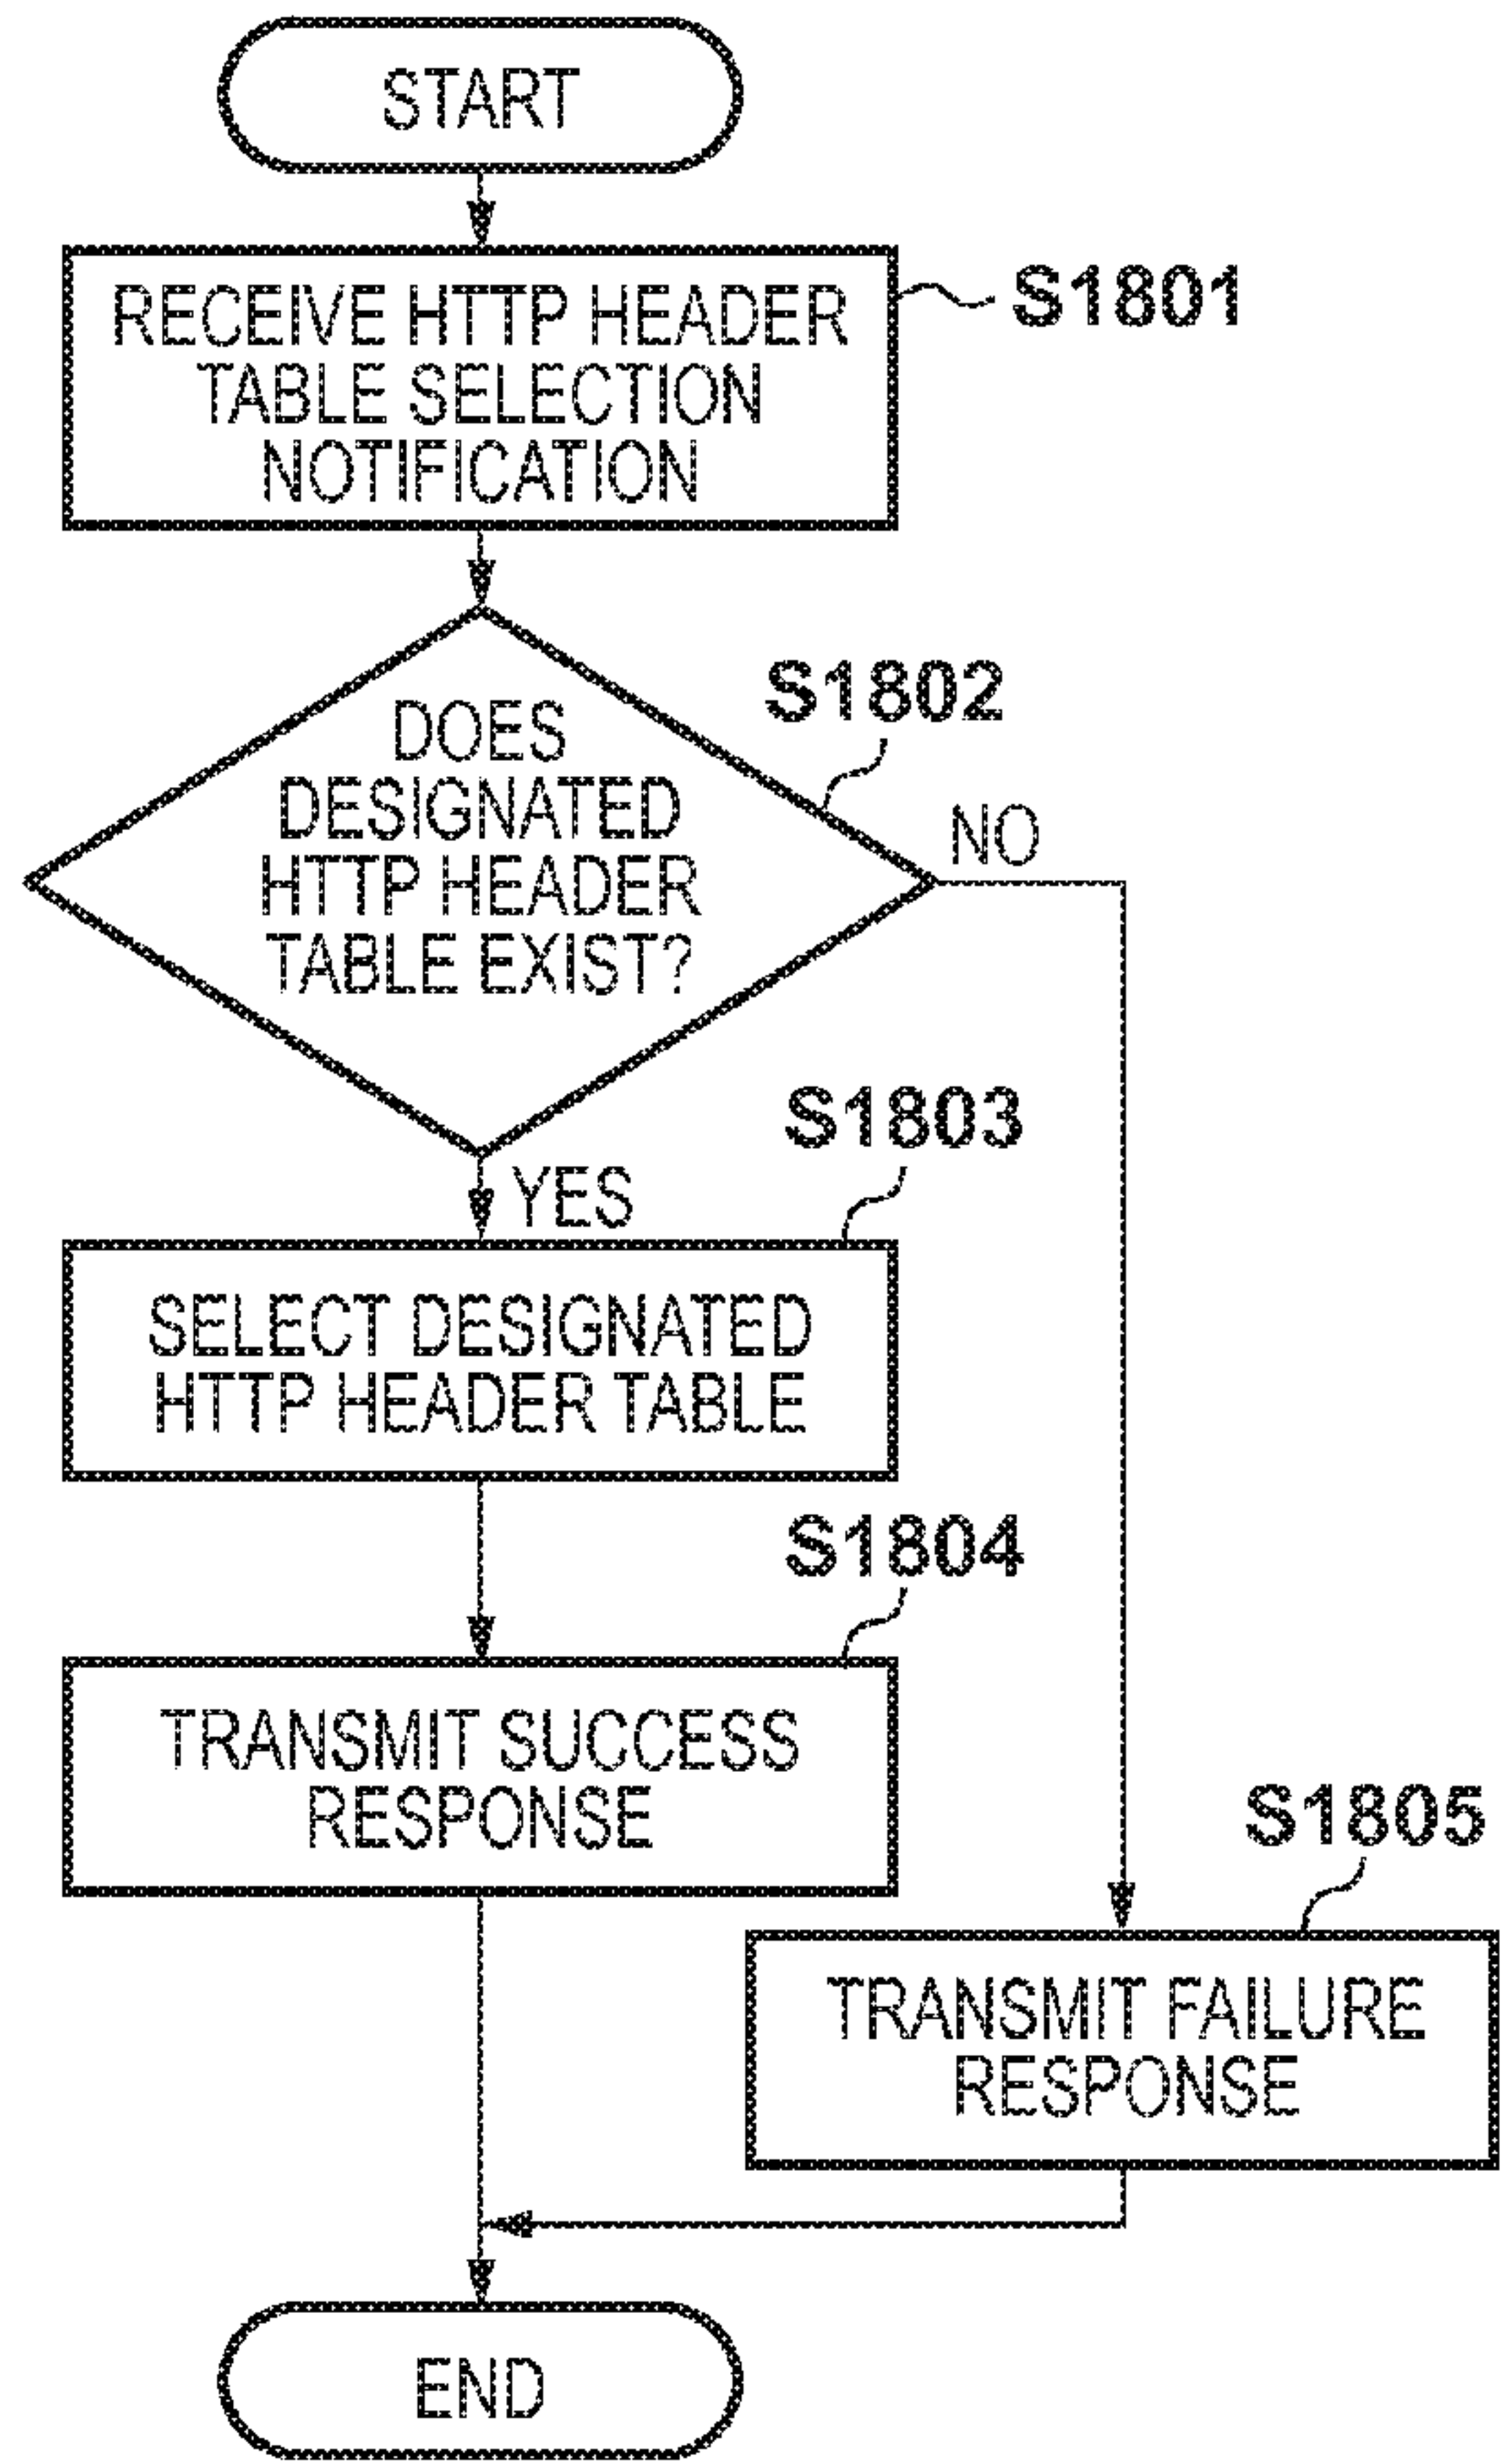 START
RECEIVE HTTP HEADER
TABLE SELECTION
NOTIFICATION
S1801
DOES
DESIGNATED
HTTP HEADER
TABLE EXIST?
S1802
NO
YES
S1803
SELECT DESIGNATED
HTTP HEADER TABLE
S1804
TRANSMIT SUCCESS
RESPONSE
S1805
TRANSMIT FAILURE
RESPONSE
END